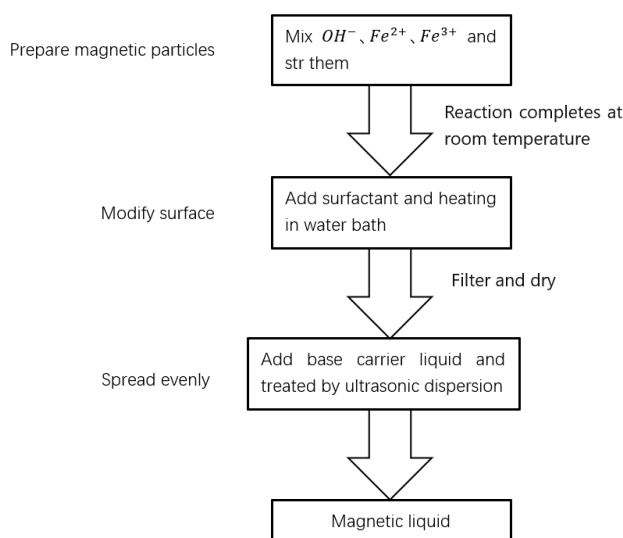 Prepare magnetic particles
Mix OH⁻、Fe²⁺、Fe³⁺ and
str them
Reaction completes at
room temperature
Modify surface
Add surfactant and heating
in water bath
Filter and dry
Spread evenly
Add base carrier liquid and
treated by ultrasonic dispersion
Magnetic liquid